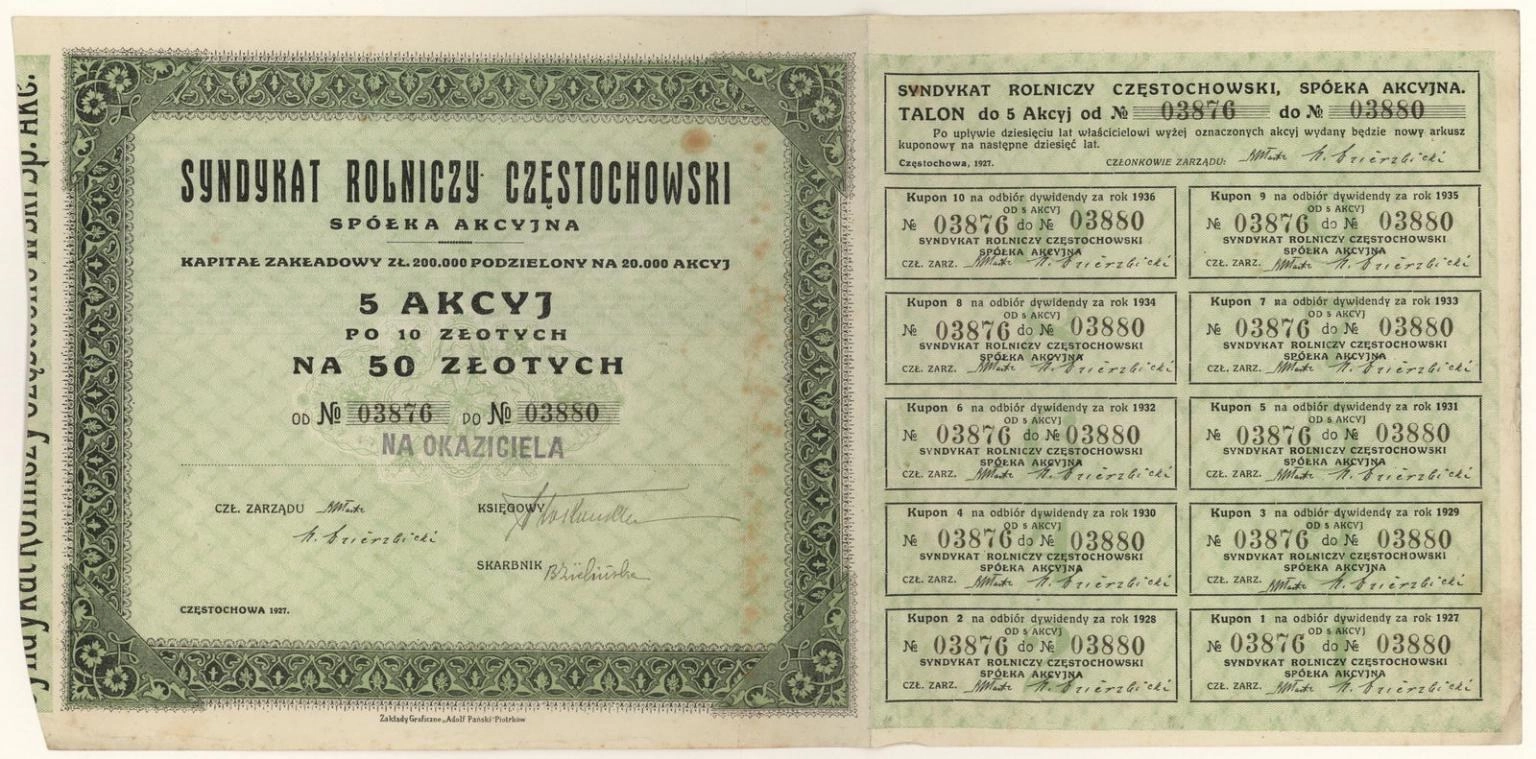 Syndykat Rolniczy Częstochowski Sp. Akc.
SYNDYKAT ROLNICZY CZĘSTOCHOWSKI
SPÓŁKA AKCYJNA
KAPITAŁ ZAKŁADOWY ZŁ. 200.000 PODZIELONY NA 20.000 AKCYJ
5 AKCYJ
PO 10 ZŁOTYCH
NA 50 ZŁOTYCH
OD № 03876 DO № 03880
NA OKAZICIELA
CZŁ. ZARZĄDU
KSIĘGOWY
SKARBNIK
CZĘSTOCHOWA 1927.
Zakłady Graficzne „Adolf Pański" Piotrków
SYNDYKAT ROLNICZY CZĘSTOCHOWSKI, SPÓŁKA AKCYJNA.
TALON do 5 Akcyj od № 03876 do № 03880
Po upływie dziesięciu lat właścicielowi wyżej oznaczonych akcyj wydany będzie nowy arkusz
kuponowy na następne dziesięć lat.
Częstochowa, 1927. CZŁONKOWIE ZARZĄDU:
Kupon 10 na odbiór dywidendy za rok 1936
OD 5 AKCYJ
№ 03876 do № 03880
SYNDYKAT ROLNICZY CZĘSTOCHOWSKI
SPÓŁKA AKCYJNA
CZŁ. ZARZ.
Kupon 9 na odbiór dywidendy za rok 1935
OD 5 AKCYJ
№ 03876 do № 03880
SYNDYKAT ROLNICZY CZĘSTOCHOWSKI
SPÓŁKA AKCYJNA
CZŁ. ZARZ.
Kupon 8 na odbiór dywidendy za rok 1934
OD 5 AKCYJ
№ 03876 do № 03880
SYNDYKAT ROLNICZY CZĘSTOCHOWSKI
SPÓŁKA AKCYJNA
CZŁ. ZARZ.
Kupon 7 na odbiór dywidendy za rok 1933
OD 5 AKCYJ
№ 03876 do № 03880
SYNDYKAT ROLNICZY CZĘSTOCHOWSKI
SPÓŁKA AKCYJNA
CZŁ. ZARZ.
Kupon 6 na odbiór dywidendy za rok 1932
OD 5 AKCYJ
№ 03876 do № 03880
SYNDYKAT ROLNICZY CZĘSTOCHOWSKI
SPÓŁKA AKCYJNA
CZŁ. ZARZ.
Kupon 5 na odbiór dywidendy za rok 1931
OD 5 AKCYJ
№ 03876 do № 03880
SYNDYKAT ROLNICZY CZĘSTOCHOWSKI
SPÓŁKA AKCYJNA
CZŁ. ZARZ.
Kupon 4 na odbiór dywidendy za rok 1930
OD 5 AKCYJ
№ 03876 do № 03880
SYNDYKAT ROLNICZY CZĘSTOCHOWSKI
SPÓŁKA AKCYJNA
CZŁ. ZARZ.
Kupon 3 na odbiór dywidendy za rok 1929
OD 5 AKCYJ
№ 03876 do № 03880
SYNDYKAT ROLNICZY CZĘSTOCHOWSKI
SPÓŁKA AKCYJNA
CZŁ. ZARZ.
Kupon 2 na odbiór dywidendy za rok 1928
OD 5 AKCYJ
№ 03876 do № 03880
SYNDYKAT ROLNICZY CZĘSTOCHOWSKI
SPÓŁKA AKCYJNA
CZŁ. ZARZ.
Kupon 1 na odbiór dywidendy za rok 1927
OD 5 AKCYJ
№ 03876 do № 03880
SYNDYKAT ROLNICZY CZĘSTOCHOWSKI
SPÓŁKA AKCYJNA
CZŁ. ZARZ.